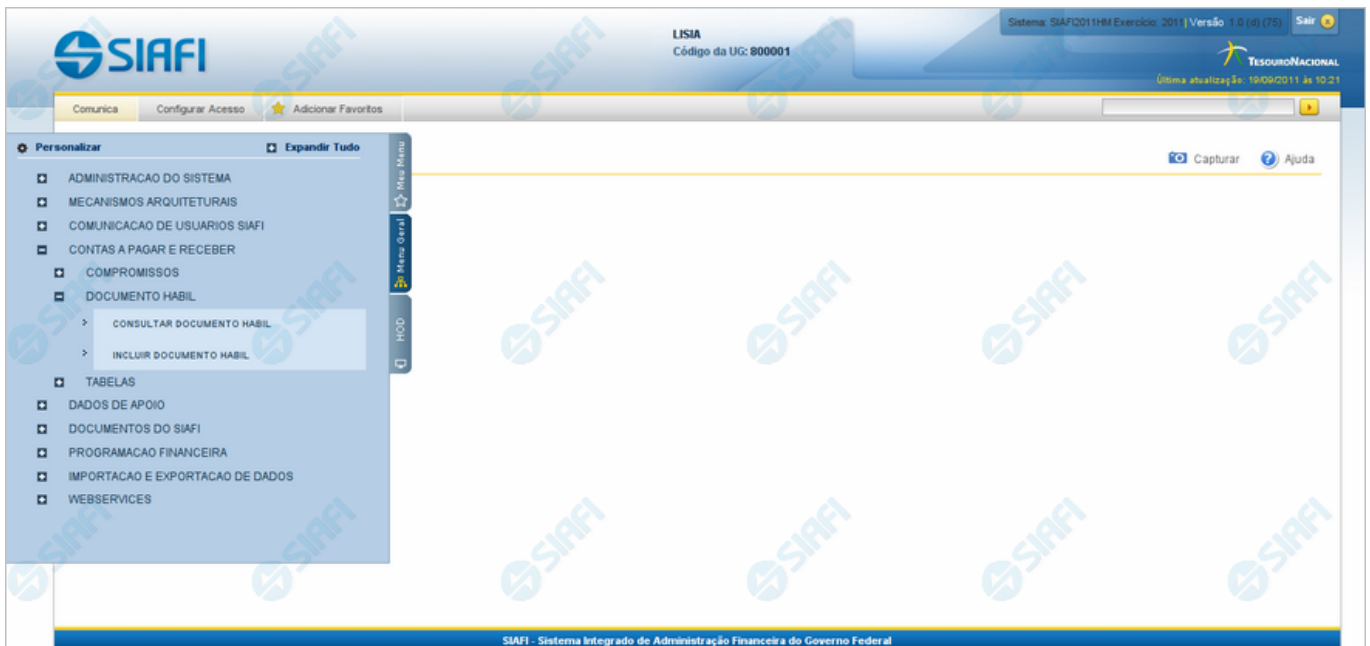 SIAFI
LISIA
Código da UG: 800001
Sistema: SIAFI2011HM Exercício: 2011| Versão 1.0 (d) (75) Sair
TESOURONACIONAL
Última atualização: 19/09/2011 às 10:21
Comunica Configurar Acesso Adicionar Favoritos
Personalizar Expandir Tudo
Meu Menu
Menu Geral
HOD
Capturar Ajuda
ADMINISTRACAO DO SISTEMA
MECANISMOS ARQUITETURAIS
COMUNICACAO DE USUARIOS SIAFI
CONTAS A PAGAR E RECEBER
COMPROMISSOS
DOCUMENTO HABIL
CONSULTAR DOCUMENTO HABIL
INCLUIR DOCUMENTO HABIL
TABELAS
DADOS DE APOIO
DOCUMENTOS DO SIAFI
PROGRAMACAO FINANCEIRA
IMPORTACAO E EXPORTACAO DE DADOS
WEBSERVICES
SIAFI - Sistema Integrado de Administração Financeira do Governo Federal